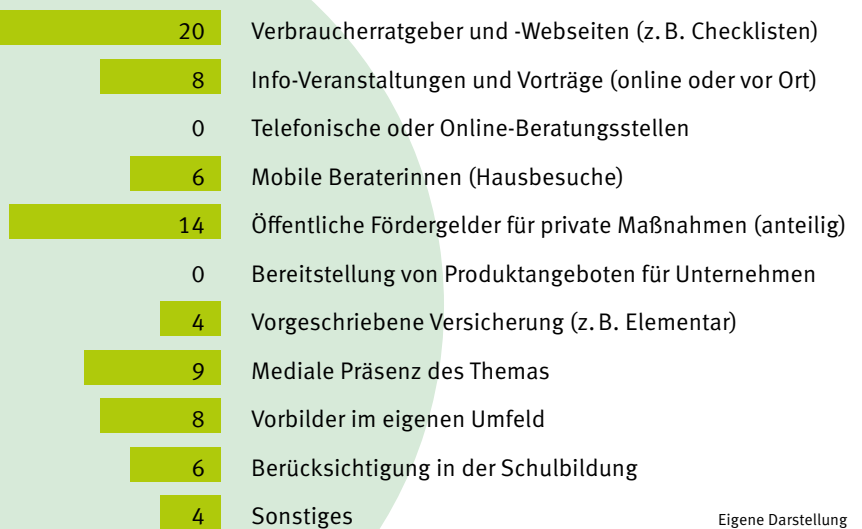 20 Verbraucherratgeber und -Webseiten (z. B. Checklisten)
8 Info-Veranstaltungen und Vorträge (online oder vor Ort)
0 Telefonische oder Online-Beratungsstellen
6 Mobile Beraterinnen (Hausbesuche)
14 Öffentliche Fördergelder für private Maßnahmen (anteilig)
0 Bereitstellung von Produktangeboten für Unternehmen
4 Vorgeschriebene Versicherung (z. B. Elementar)
9 Mediale Präsenz des Themas
8 Vorbilder im eigenen Umfeld
6 Berücksichtigung in der Schulbildung
4 Sonstiges
Eigene Darstellung